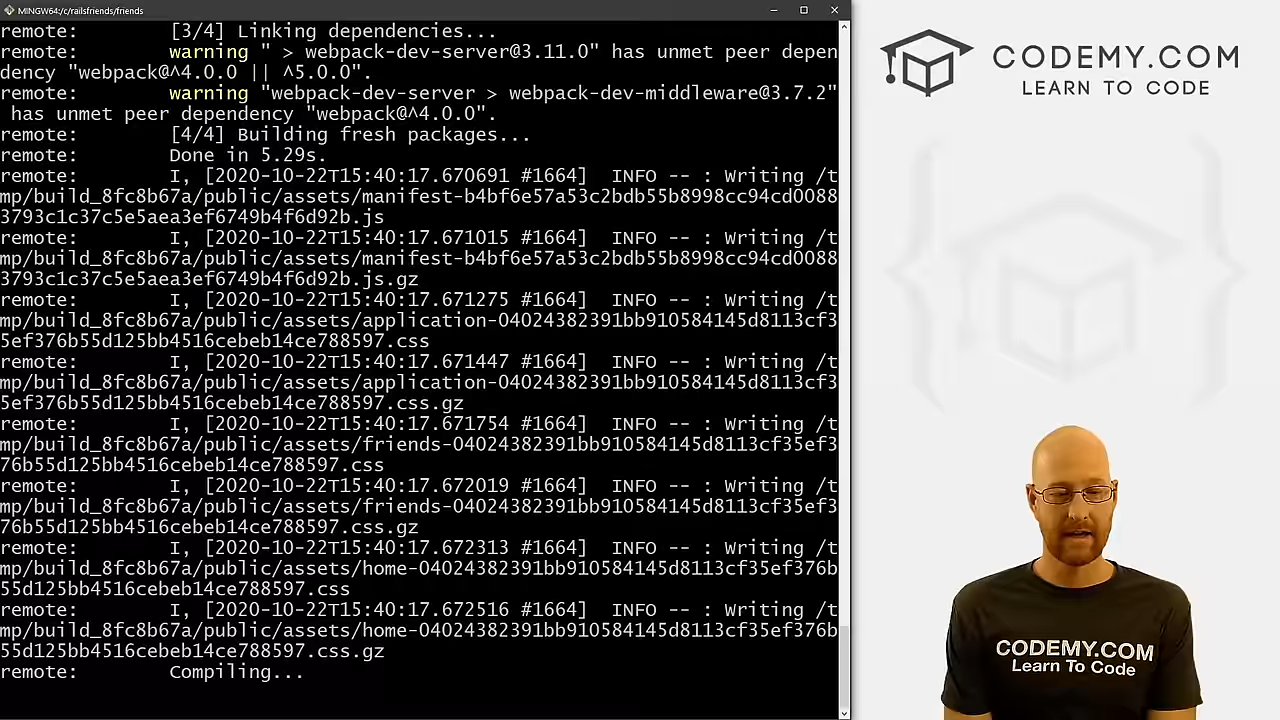 MINGW64:/c/railsfriends/friends
remote:        [3/4] Linking dependencies...
remote:        warning " > webpack-dev-server@3.11.0" has unmet peer depen
dency "webpack@^4.0.0 || ^5.0.0".
remote:        warning "webpack-dev-server > webpack-dev-middleware@3.7.2"
 has unmet peer dependency "webpack@^4.0.0".
remote:        [4/4] Building fresh packages...
remote:        Done in 5.29s.
remote:        I, [2020-10-22T15:40:17.670691 #1664]  INFO -- : Writing /t
mp/build_8fc8b67a/public/assets/manifest-b4bf6e57a53c2bdb55b8998cc94cd0088
3793c1c37c5e5aea3ef6749b4f6d92b.js
remote:        I, [2020-10-22T15:40:17.671015 #1664]  INFO -- : Writing /t
mp/build_8fc8b67a/public/assets/manifest-b4bf6e57a53c2bdb55b8998cc94cd0088
3793c1c37c5e5aea3ef6749b4f6d92b.js.gz
remote:        I, [2020-10-22T15:40:17.671275 #1664]  INFO -- : Writing /t
mp/build_8fc8b67a/public/assets/application-04024382391bb910584145d8113cf3
5ef376b55d125bb4516cebeb14ce788597.css
remote:        I, [2020-10-22T15:40:17.671447 #1664]  INFO -- : Writing /t
mp/build_8fc8b67a/public/assets/application-04024382391bb910584145d8113cf3
5ef376b55d125bb4516cebeb14ce788597.css.gz
remote:        I, [2020-10-22T15:40:17.671754 #1664]  INFO -- : Writing /t
mp/build_8fc8b67a/public/assets/friends-04024382391bb910584145d8113cf35ef3
76b55d125bb4516cebeb14ce788597.css
remote:        I, [2020-10-22T15:40:17.672019 #1664]  INFO -- : Writing /t
mp/build_8fc8b67a/public/assets/friends-04024382391bb910584145d8113cf35ef3
76b55d125bb4516cebeb14ce788597.css.gz
remote:        I, [2020-10-22T15:40:17.672313 #1664]  INFO -- : Writing /t
mp/build_8fc8b67a/public/assets/home-04024382391bb910584145d8113cf35ef376b
55d125bb4516cebeb14ce788597.css
remote:        I, [2020-10-22T15:40:17.672516 #1664]  INFO -- : Writing /t
mp/build_8fc8b67a/public/assets/home-04024382391bb910584145d8113cf35ef376b
55d125bb4516cebeb14ce788597.css.gz
remote:        Compiling...
CODEMY.COM
LEARN TO CODE
CODEMY.COM
Learn To Code